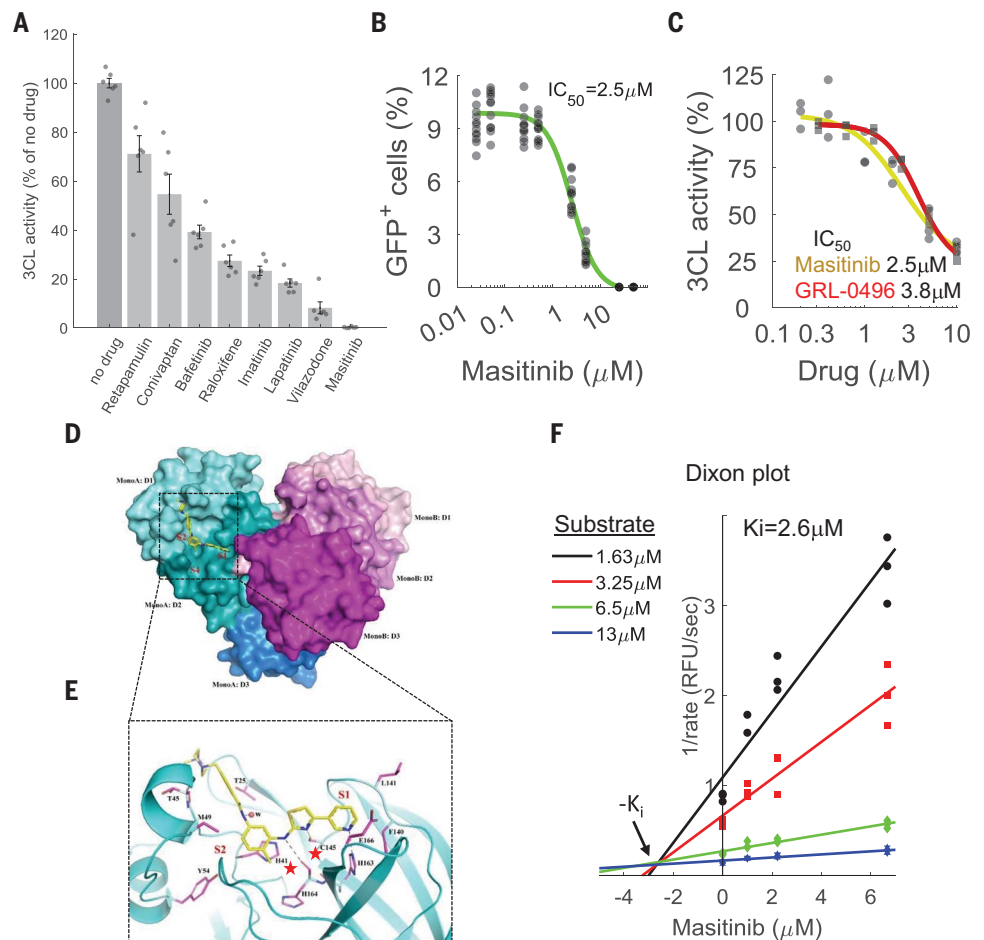 A
3CL activity (% of no drug)
120
100
80
60
40
20
0
no drug
Retapamulin
Conivaptan
Bafetinib
Raloxifene
Imatinib
Lapatinib
Vilazodone
Masitinib
B
GFP+ cells (%)
12
9
6
3
0
IC50=2.5μM
0.01
0.1
1
10
Masitinib (μM)
C
3CL activity (%)
125
100
75
50
25
0
IC50
Masitinib 2.5μM
GRL-0496 3.8μM
0.1
0.3
1
3
10
Drug (μM)
D
MonoA: D1
MonoB: D1
S2
S1
S4
MonoB: D2
MonoA: D2
MonoB: D3
MonoA: D3
E
T25
L141
S1
T45
W
M49
C145
F140
E166
S2
H41
H163
Y54
H164
F
Dixon plot
Substrate
1.63μM
3.25μM
6.5μM
13μM
Ki=2.6μM
1/rate (RFU/sec)
3
2
1
-Ki
-4
-2
0
2
4
6
Masitinib (μM)